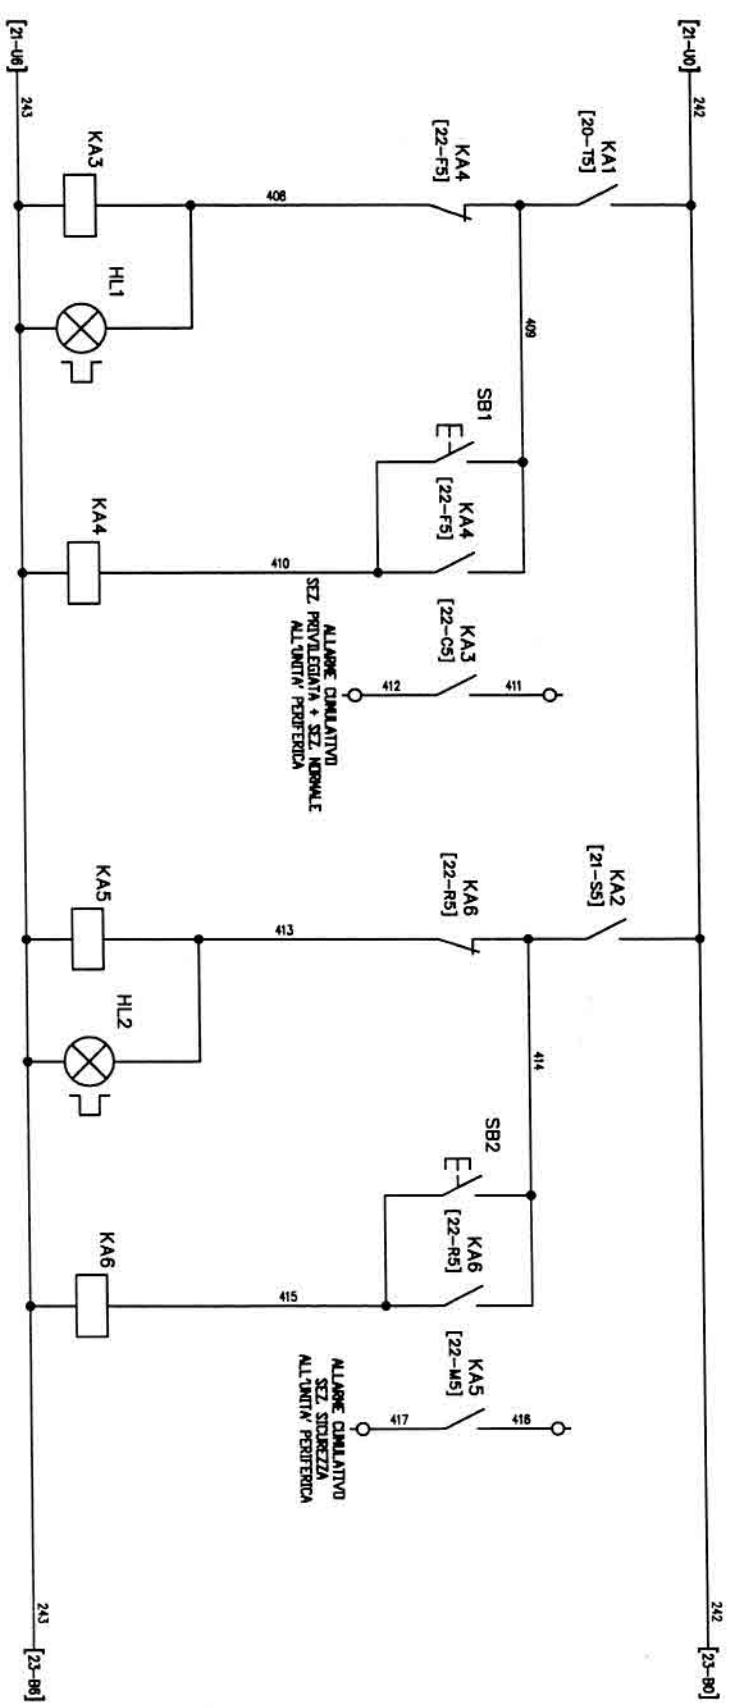 [21-U0]
242
KA1
[20-T5]
KA4
[22-F5]
408
409
KA3
HL1
[21-U6]
243
SB1
KA4
[22-F5]
410
KA4
KA3
[22-C5]
411
412
ALLARME CUMULATIVO
SEZ. PRIVILEGIATA + SEZ. NORMALE
ALL'UNITA' PERIFERICA
KA2
[21-S5]
KA6
[22-R5]
413
414
KA5
HL2
SB2
KA6
[22-R5]
415
KA6
KA5
[22-M5]
416
417
ALLARME CUMULATIVO
SEZ. SICUREZZA
ALL'UNITA' PERIFERICA
242
[23-B0]
243
[23-B6]